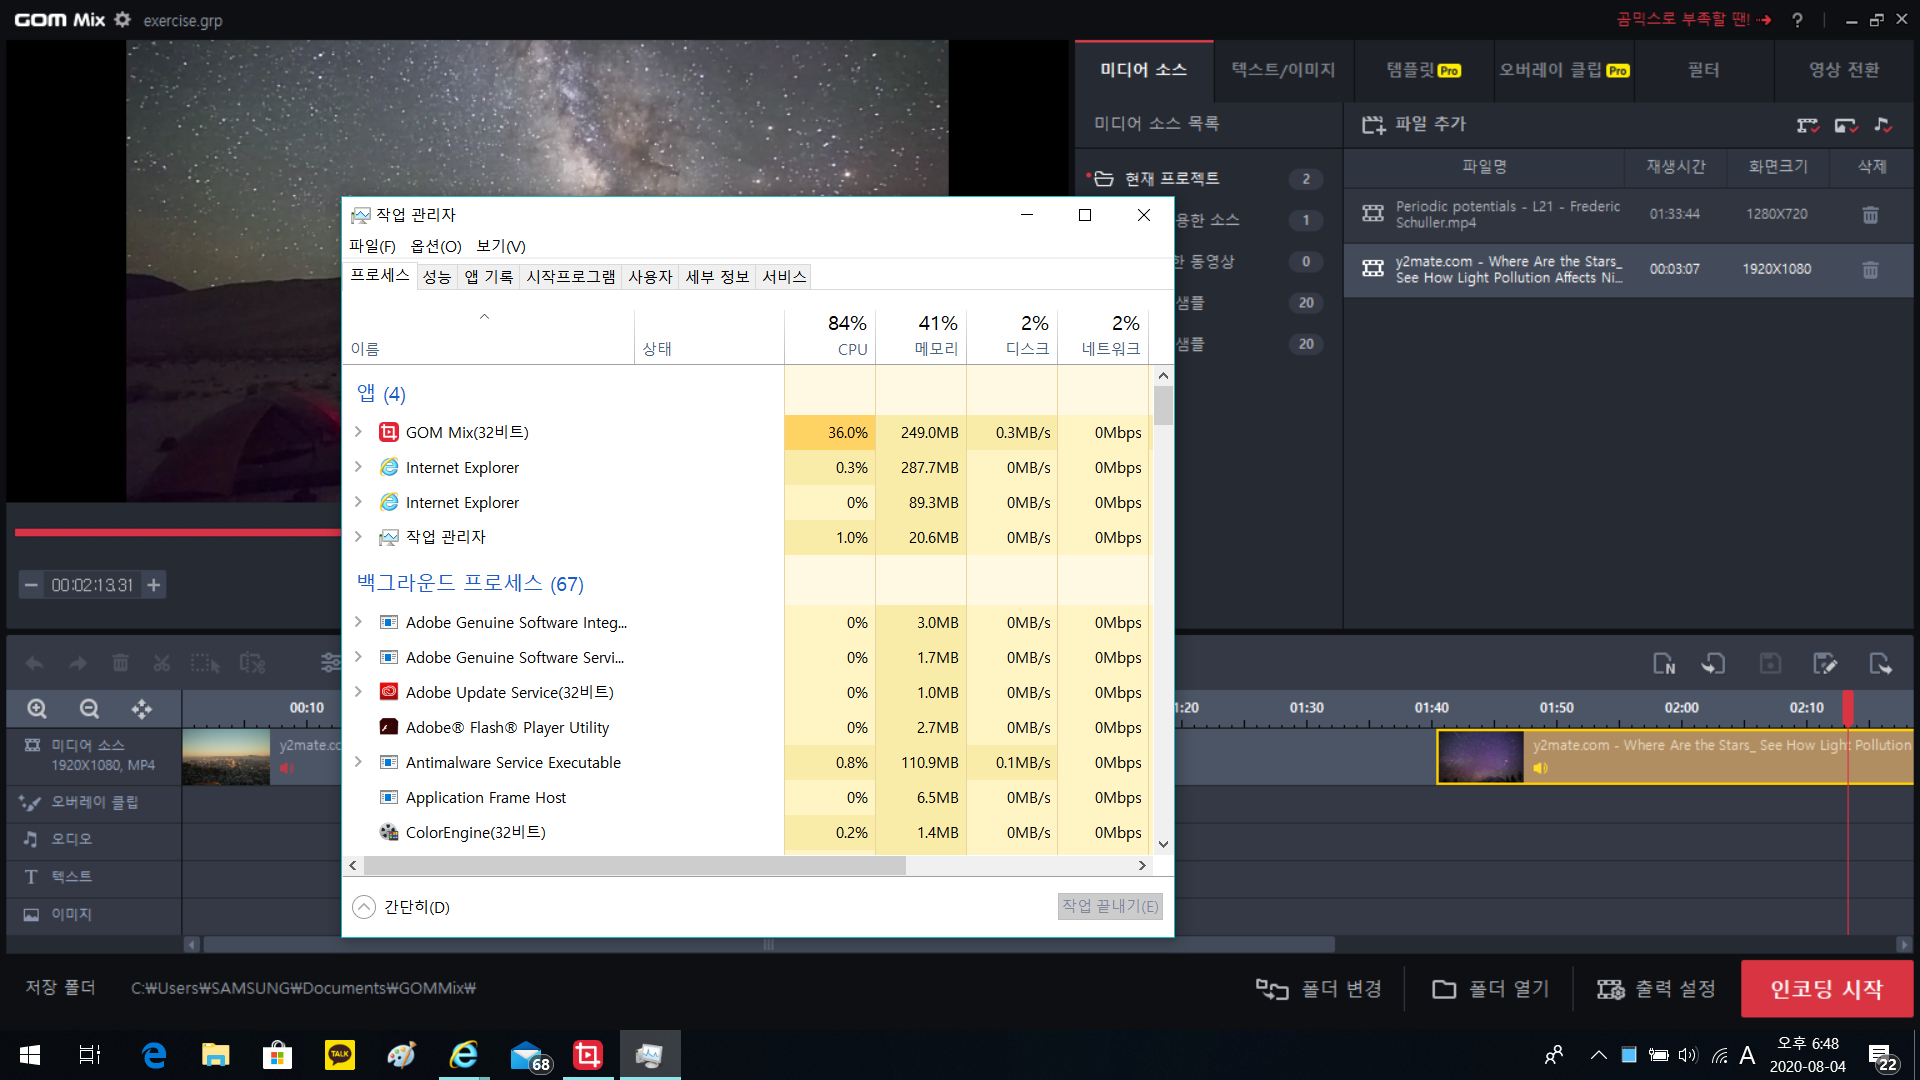 GOM Mix exercise.grp 곰믹스로 부족할 땐! ?
미디어 소스 텍스트/이미지 템플릿 Pro 오버레이 클립 Pro 필터 영상 전환
미디어 소스 목록 파일 추가
파일명 재생시간 화면크기 삭제
현재 프로젝트 2
Periodic potentials - L21 - Frederic
Schuller.mp4 01:33:44 1280X720
용한 소스 1
한 동영상 0
y2mate.com - Where Are the Stars_
See How Light Pollution Affects Ni... 00:03:07 1920X1080
샘플 20
샘플 20
작업 관리자
파일(F) 옵션(O) 보기(V)
프로세스 성능 앱 기록 시작프로그램 사용자 세부 정보 서비스
84% 41% 2% 2%
이름 상태 CPU 메모리 디스크 네트워크
앱 (4)
GOM Mix(32비트) 36.0% 249.0MB 0.3MB/s 0Mbps
Internet Explorer 0.3% 287.7MB 0MB/s 0Mbps
Internet Explorer 0% 89.3MB 0MB/s 0Mbps
작업 관리자 1.0% 20.6MB 0MB/s 0Mbps
백그라운드 프로세스 (67)
Adobe Genuine Software Integ... 0% 3.0MB 0MB/s 0Mbps
Adobe Genuine Software Servi... 0% 1.7MB 0MB/s 0Mbps
Adobe Update Service(32비트) 0% 1.0MB 0MB/s 0Mbps
Adobe® Flash® Player Utility 0% 2.7MB 0MB/s 0Mbps
Antimalware Service Executable 0.8% 110.9MB 0.1MB/s 0Mbps
Application Frame Host 0% 6.5MB 0MB/s 0Mbps
ColorEngine(32비트) 0.2% 1.4MB 0MB/s 0Mbps
간단히(D) 작업 끝내기(E)
00:02:13.31
00:10 1:20 01:30 01:40 01:50 02:00 02:10
미디어 소스
1920X1080, MP4
y2mate.co
y2mate.com - Where Are the Stars_ See How Light Pollution
오버레이 클립
오디오
T 텍스트
이미지
저장 폴더 C:₩Users₩SAMSUNG₩Documents₩GOMMix₩ 폴더 변경 폴더 열기 출력 설정 인코딩 시작
TALK 68 A 오후 6:48
2020-08-04 22